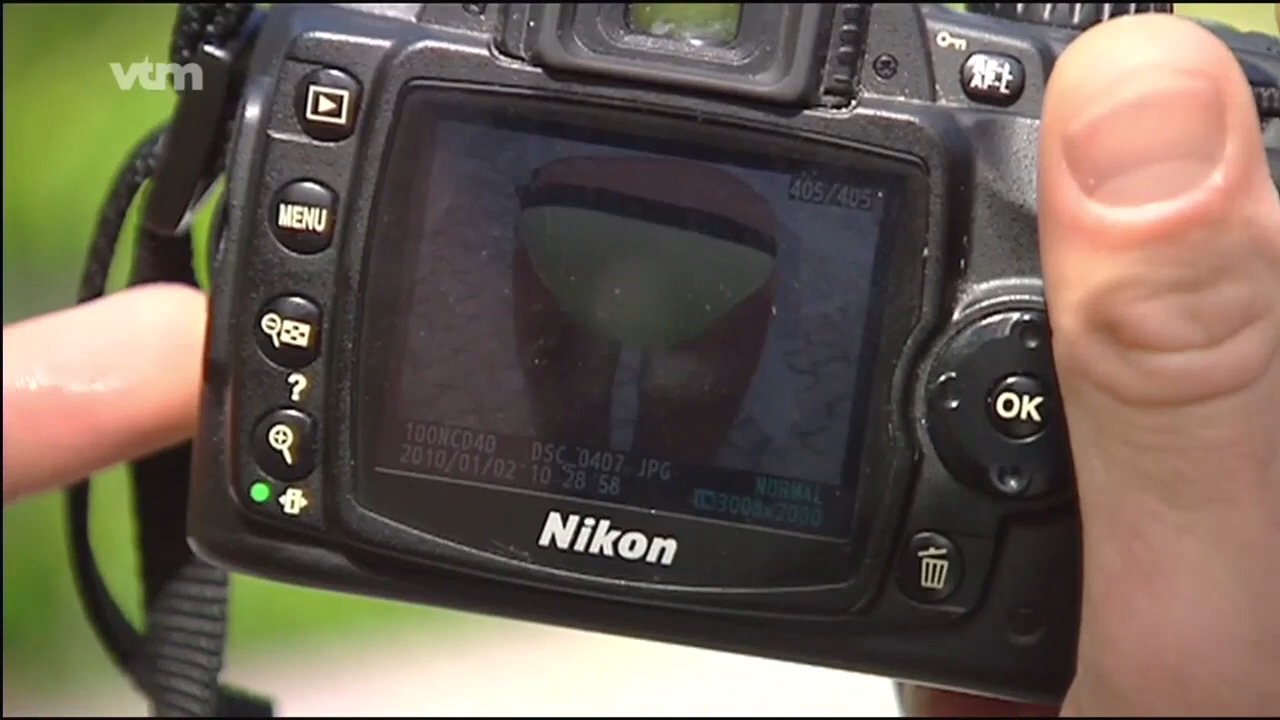 vtm
AE-L
AF-L
405/405
MENU
?
OK
100NCD40 DSC_0407 JPG
2010/01/02 10 28 58
NORMAL
L 3008x2000
Nikon